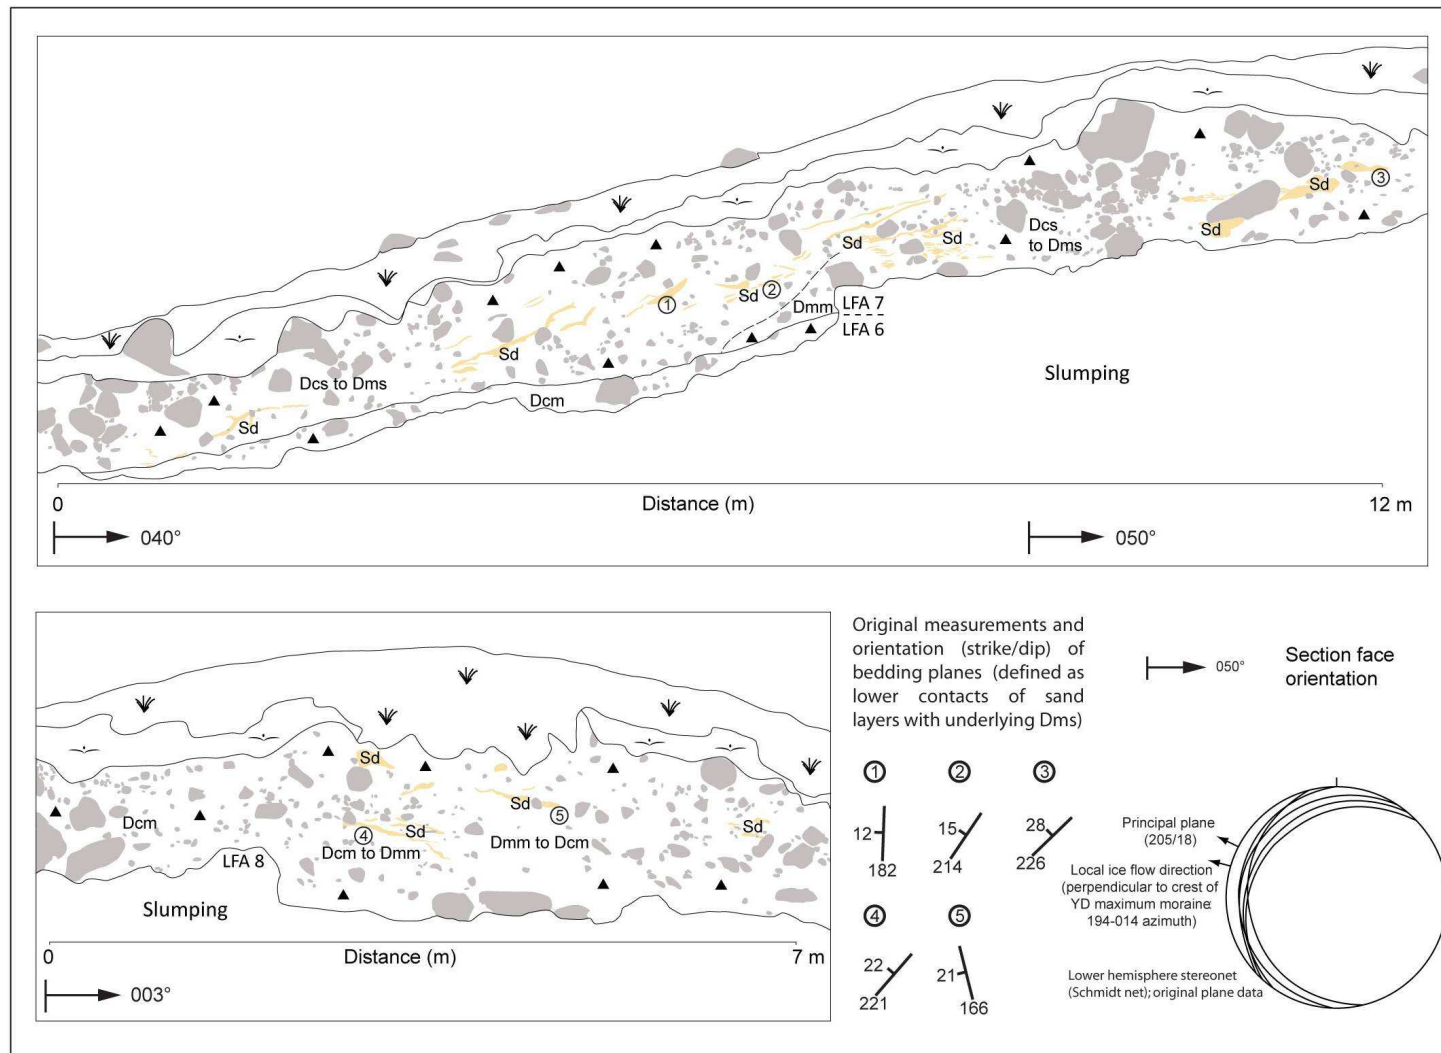 3
Sd
Sd
Dcs
to Dms
Sd
Sd
2
Sd
1
Dmm
LFA 7
LFA 6
Sd
Slumping
Dcs to Dms
Dcm
Sd
0
Distance (m)
12 m
040°
050°
Sd
Sd
5
Dcm
4
Sd
Sd
Dcm to Dmm
Dmm to Dcm
LFA 8
Slumping
0
Distance (m)
7 m
003°
Original measurements and
orientation (strike/dip) of
bedding planes (defined as
lower contacts of sand
layers with underlying Dms)
050°
Section face
orientation
1
2
3
12
15
28
182
214
226
4
5
22
21
221
166
Principal plane
(205/18)
Local ice flow direction
(perpendicular to crest of
YD maximum moraine:
194-014 azimuth)
Lower hemisphere stereonet
(Schmidt net); original plane data